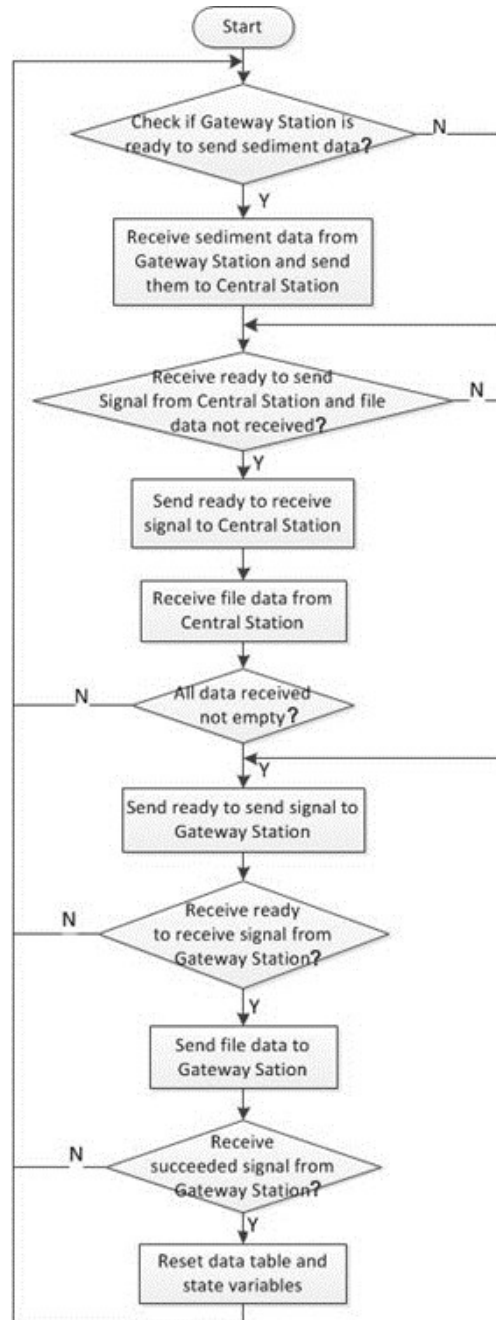 Start
Check if Gateway Station is
ready to send sediment data?
N
Y
Receive sediment data from
Gateway Station and send
them to Central Station
Receive ready to send
Signal from Central Station and file
data not received?
N
Y
Send ready to receive
signal to Central Station
Receive file data from
Central Station
All data received
not empty?
N
Y
Send ready to send signal to
Gateway Station
Receive ready
to receive signal from
Gateway Station?
N
Y
Send file data to
Gateway Sation
Receive
succeeded signal from
Gateway Station?
N
Y
Reset data table and
state variables